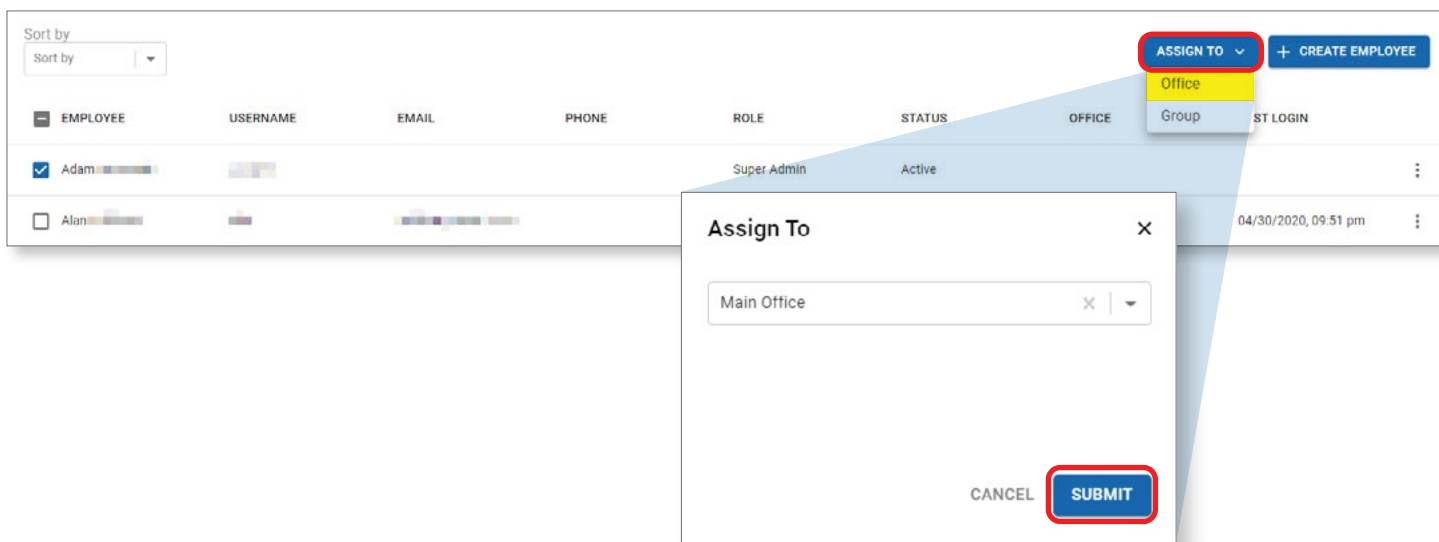 Sort by
Sort by
ASSIGN TO
+ CREATE EMPLOYEE
Office
Group
EMPLOYEE USERNAME EMAIL PHONE ROLE STATUS OFFICE ST LOGIN
Adam Super Admin Active
Alan 04/30/2020, 09:51 pm
Assign To
Main Office
CANCEL SUBMIT